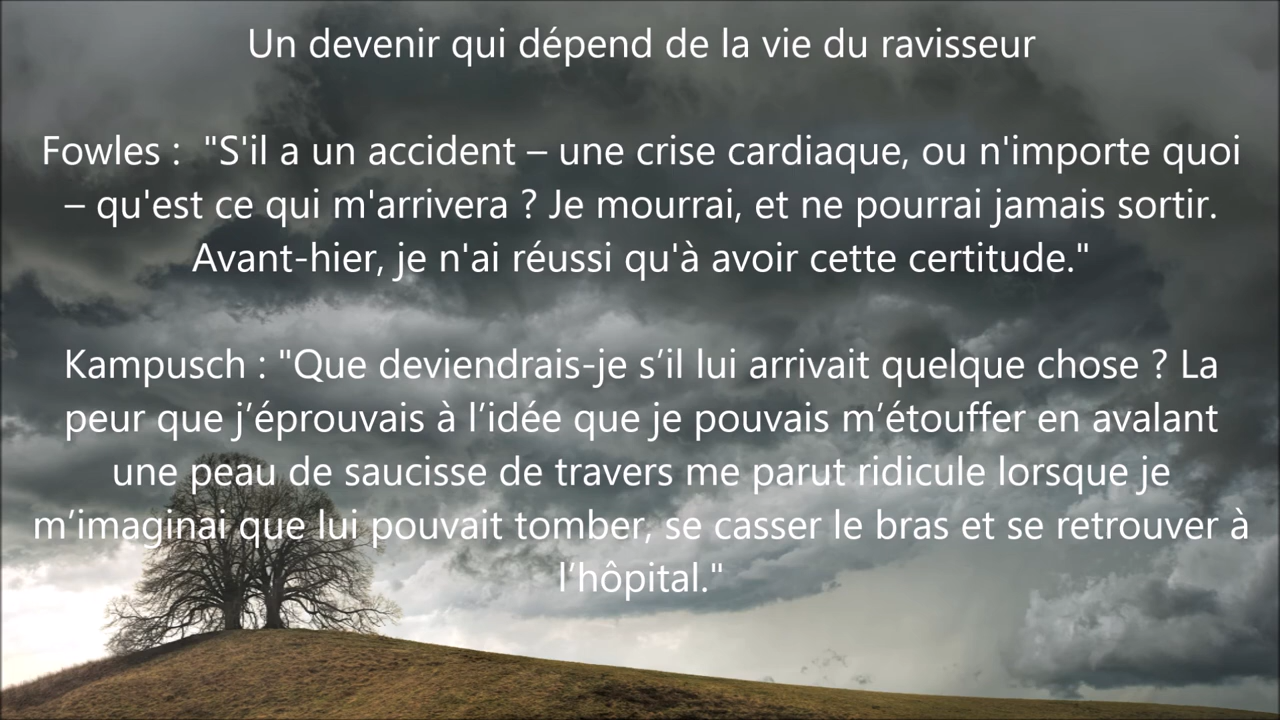 Un devenir qui dépend de la vie du ravisseur
Fowles :  "S'il a un accident – une crise cardiaque, ou n'importe quoi
– qu'est ce qui m'arrivera ? Je mourrai, et ne pourrai jamais sortir.
Avant-hier, je n'ai réussi qu'à avoir cette certitude."
Kampusch : "Que deviendrais-je s’il lui arrivait quelque chose ? La
peur que j’éprouvais à l’idée que je pouvais m’étouffer en avalant
une peau de saucisse de travers me parut ridicule lorsque je
m’imaginai que lui pouvait tomber, se casser le bras et se retrouver à
l’hôpital."